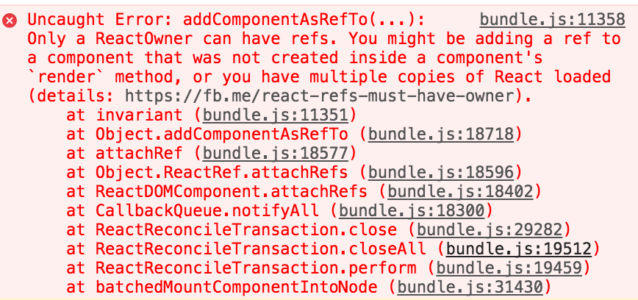 Uncaught Error: addComponentAsRefTo(...): bundle.js:11358
Only a ReactOwner can have refs. You might be adding a ref to
a component that was not created inside a component's
`render` method, or you have multiple copies of React loaded
(details: https://fb.me/react-refs-must-have-owner).
at invariant (bundle.js:11351)
at Object.addComponentAsRefTo (bundle.js:18718)
at attachRef (bundle.js:18577)
at Object.ReactRef.attachRefs (bundle.js:18596)
at ReactDOMComponent.attachRefs (bundle.js:18402)
at CallbackQueue.notifyAll (bundle.js:18300)
at ReactReconcileTransaction.close (bundle.js:29282)
at ReactReconcileTransaction.closeAll (bundle.js:19512)
at ReactReconcileTransaction.perform (bundle.js:19459)
at batchedMountComponentIntoNode (bundle.js:31430)